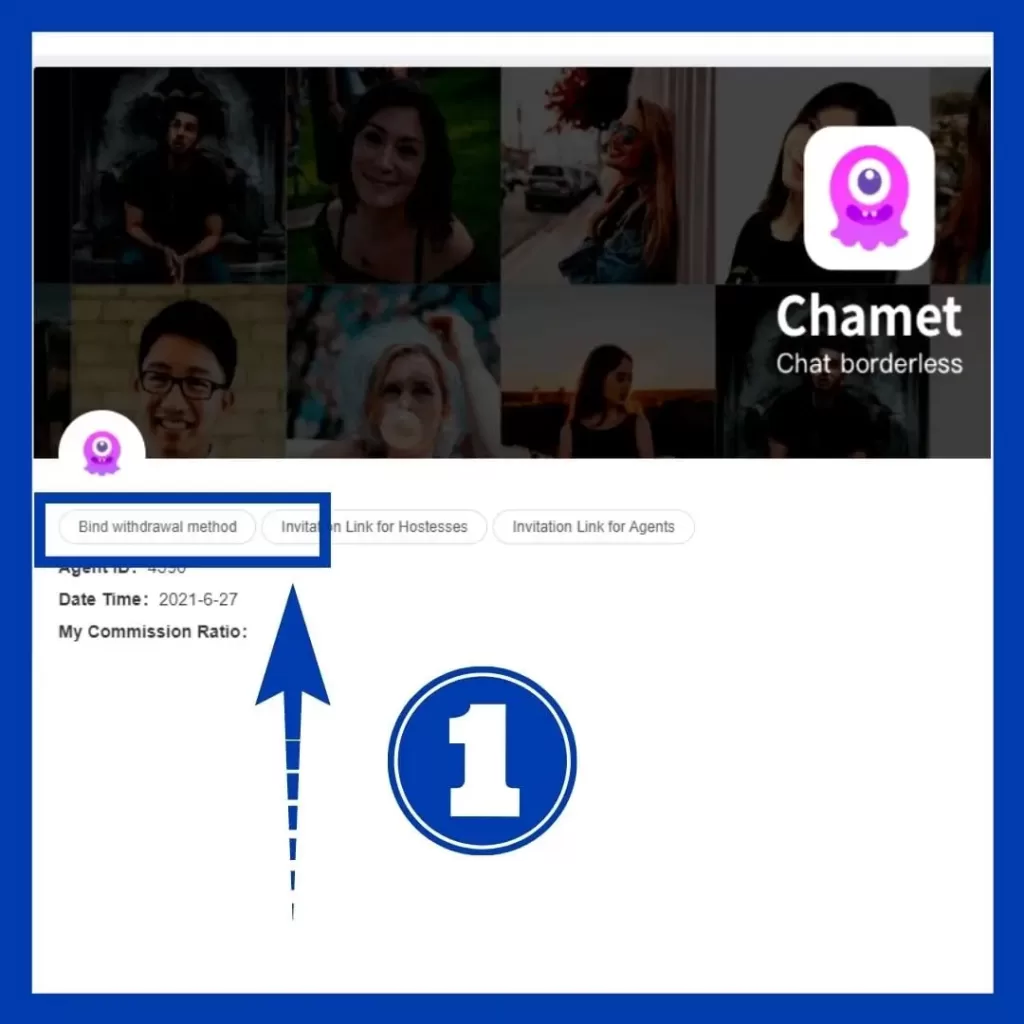 Chamet
Chat borderless
Bind withdrawal method Invitation Link for Hostesses Invitation Link for Agents
Agent ID: 4590
Date Time: 2021-6-27
My Commission Ratio:
1